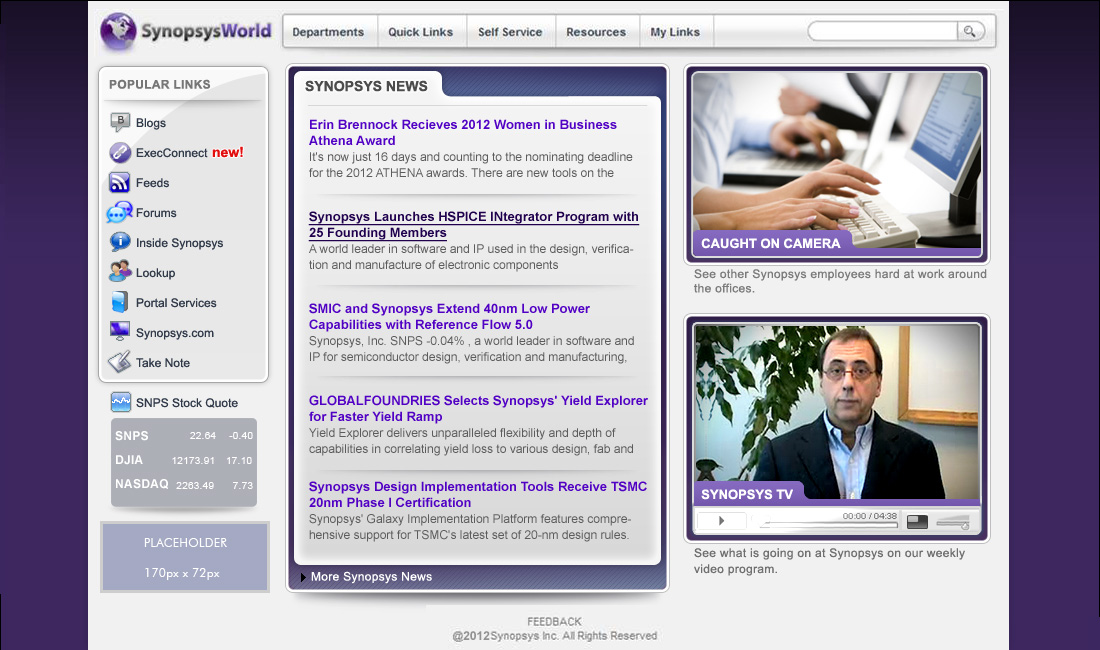 SynopsysWorld
Departments
Quick Links
Self Service
Resources
My Links
POPULAR LINKS
Blogs
ExecConnect new!
Feeds
Forums
Inside Synopsys
Lookup
Portal Services
Synopsys.com
Take Note
SNPS Stock Quote
SNPS 22.64 -0.40
DJIA 12173.91 17.10
NASDAQ 2263.49 7.73
PLACEHOLDER
170px x 72px
SYNOPSYS NEWS
Erin Brennock Recieves 2012 Women in Business
Athena Award
It's now just 16 days and counting to the nominating deadline
for the 2012 ATHENA awards. There are new tools on the
Synopsys Launches HSPICE INtegrator Program with
25 Founding Members
A world leader in software and IP used in the design, verifica-
tion and manufacture of electronic components
SMIC and Synopsys Extend 40nm Low Power
Capabilities with Reference Flow 5.0
Synopsys, Inc. SNPS -0.04% , a world leader in software and
IP for semiconductor design, verification and manufacturing,
GLOBALFOUNDRIES Selects Synopsys' Yield Explorer
for Faster Yield Ramp
Yield Explorer delivers unparalleled flexibility and depth of
capabilities in correlating yield loss to various design, fab and
Synopsys Design Implementation Tools Receive TSMC
20nm Phase I Certification
Synopsys' Galaxy Implementation Platform features compre-
hensive support for TSMC's latest set of 20-nm design rules.
More Synopsys News
CAUGHT ON CAMERA
See other Synopsys employees hard at work around
the offices.
SYNOPSYS TV
00:00 / 04:38
See what is going on at Synopsys on our weekly
video program.
FEEDBACK
@2012Synopsys Inc. All Rights Reserved